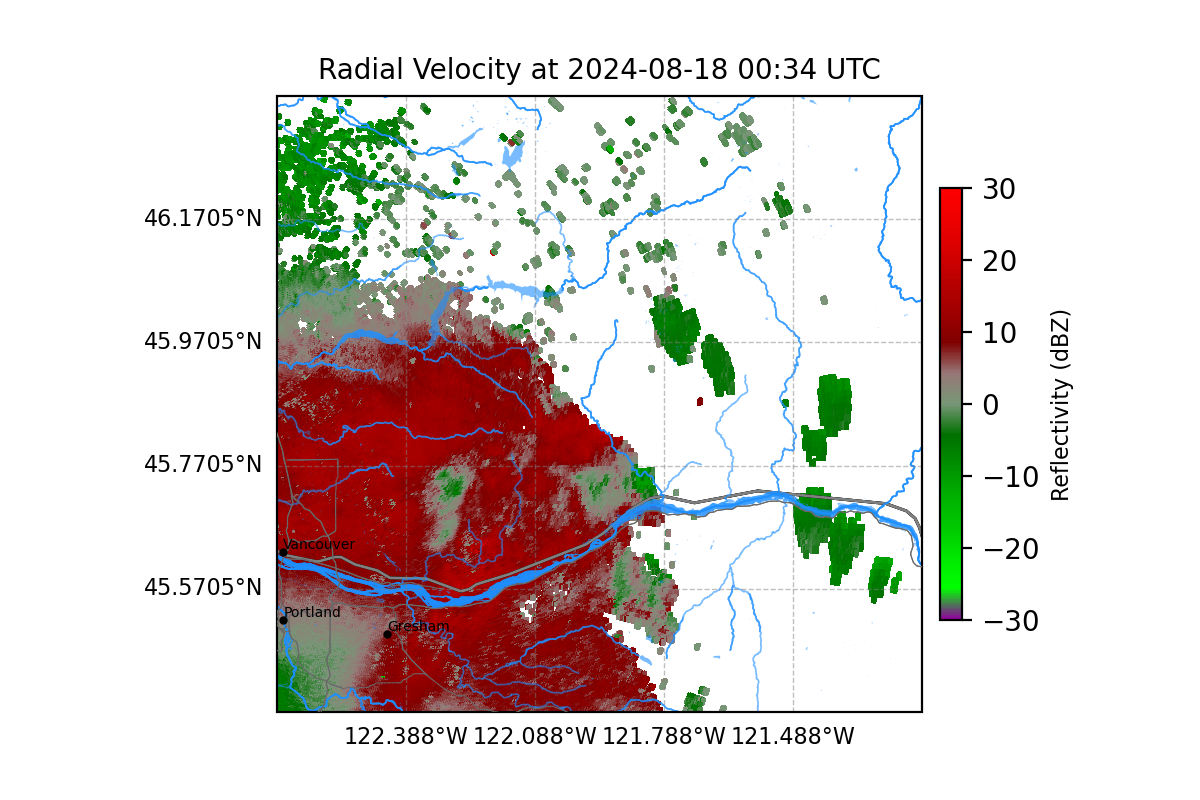 Radial Velocity at 2024-08-18 00:34 UTC
46.1705°N
45.9705°N
45.7705°N
45.5705°N
Vancouver
Portland
Gresham
122.388°W 122.088°W 121.788°W 121.488°W
30
20
10
0
−10
−20
−30
Reflectivity (dBZ)